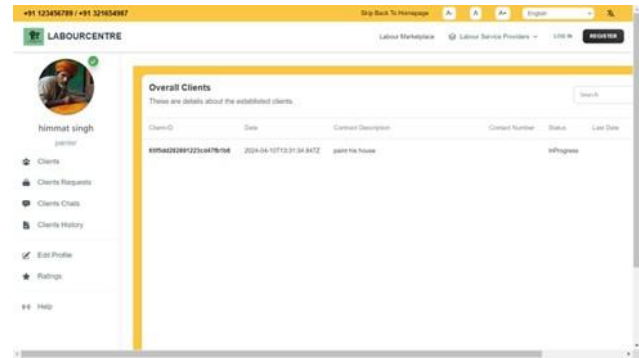 +91 123456789 / +91 321654987
Skip Back To Homepage
A-
A
A+
English
LABOURCENTRE
Labour Marketplace
Labour Service Providers
LOG IN
REGISTER
himmat singh
painter
Clients
Clients Requests
Clients Chats
Clients History
Edit Profile
Ratings
Help
Overall Clients
These are details about the established clients.
Search
Client-ID Date Contract Description Contact Number Status Last Date
2024-04-10T13:31:34.847Z paint his house InProgress